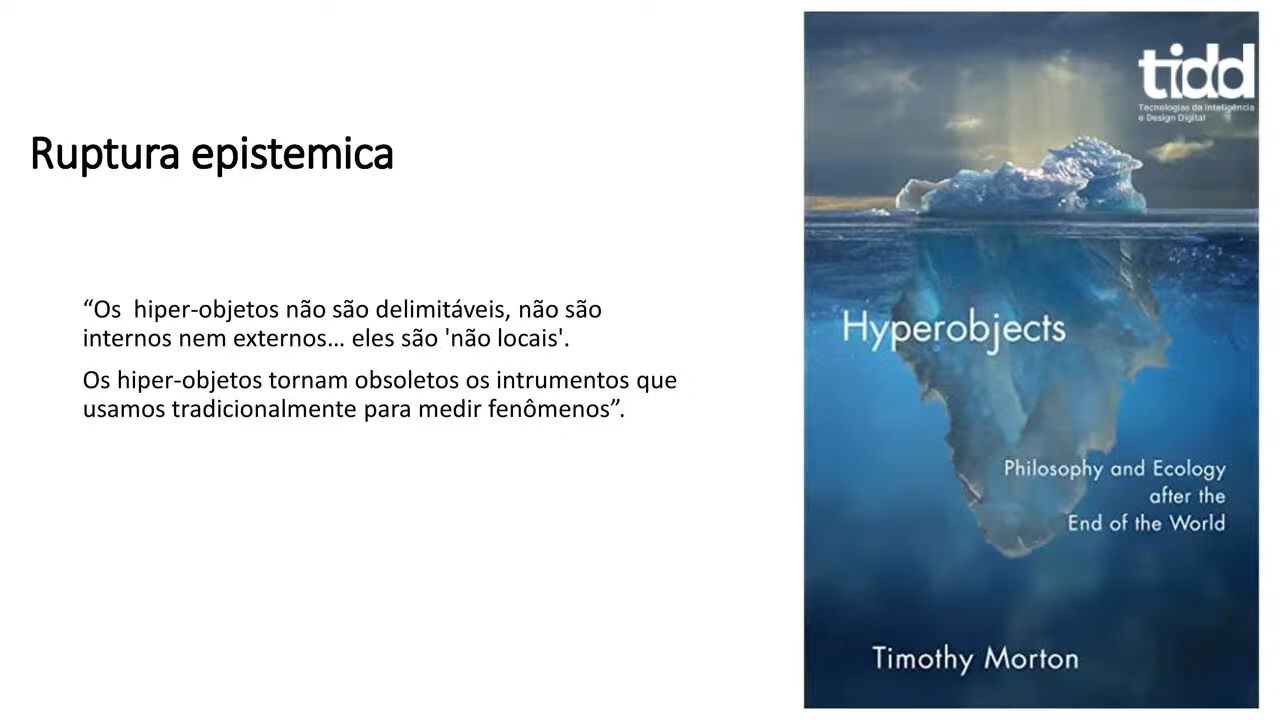 Ruptura epistemica
“Os  hiper-objetos não são delimitáveis, não são
internos nem externos... eles são 'não locais'.
Os hiper-objetos tornam obsoletos os intrumentos que
usamos tradicionalmente para medir fenômenos”.
tidd
Tecnologias da Inteligência
e Design Digital
Hyperobjects
Philosophy and Ecology
after the
End of the World
Timothy Morton